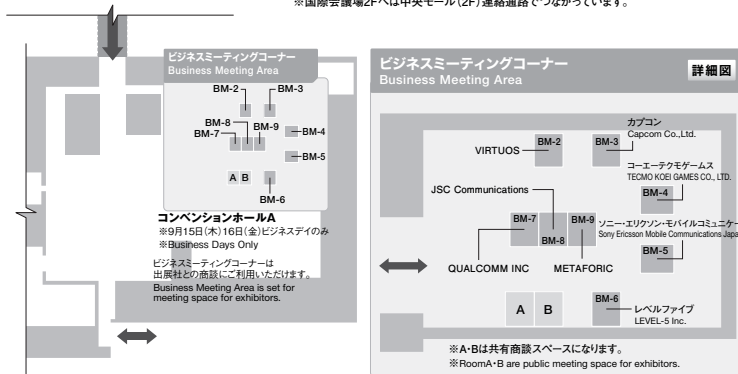 ※国際会議場2Fへは中央モール（2F）連絡通路でつながっています。
ビジネスミーティングコーナー
Business Meeting Area
BM-2
BM-3
BM-8
BM-9
BM-7
BM-4
BM-5
A B
BM-6
コンベンションホールA
※9月15日（木）16日（金）ビジネスデイのみ
※Business Days Only
ビジネスミーティングコーナーは
出展社との商談にご利用いただけます。
Business Meeting Area is set for
meeting space for exhibitors.
ビジネスミーティングコーナー
Business Meeting Area
詳細図
カプコン
Capcom Co.,Ltd.
VIRTUOS
BM-2
BM-3
コーエーテクモゲームス
TECMO KOEI GAMES CO., LTD.
JSC Communications
BM-4
BM-7
BM-8
BM-9
ソニー・エリクソン・モバイルコミュニケー
Sony Ericsson Mobile Communications Japa
BM-5
QUALCOMM INC
METAFORIC
A
B
BM-6
レベルファイブ
LEVEL-5 Inc.
※A・Bは共有商談スペースになります。
※RoomA・B are public meeting space for exhibitors.